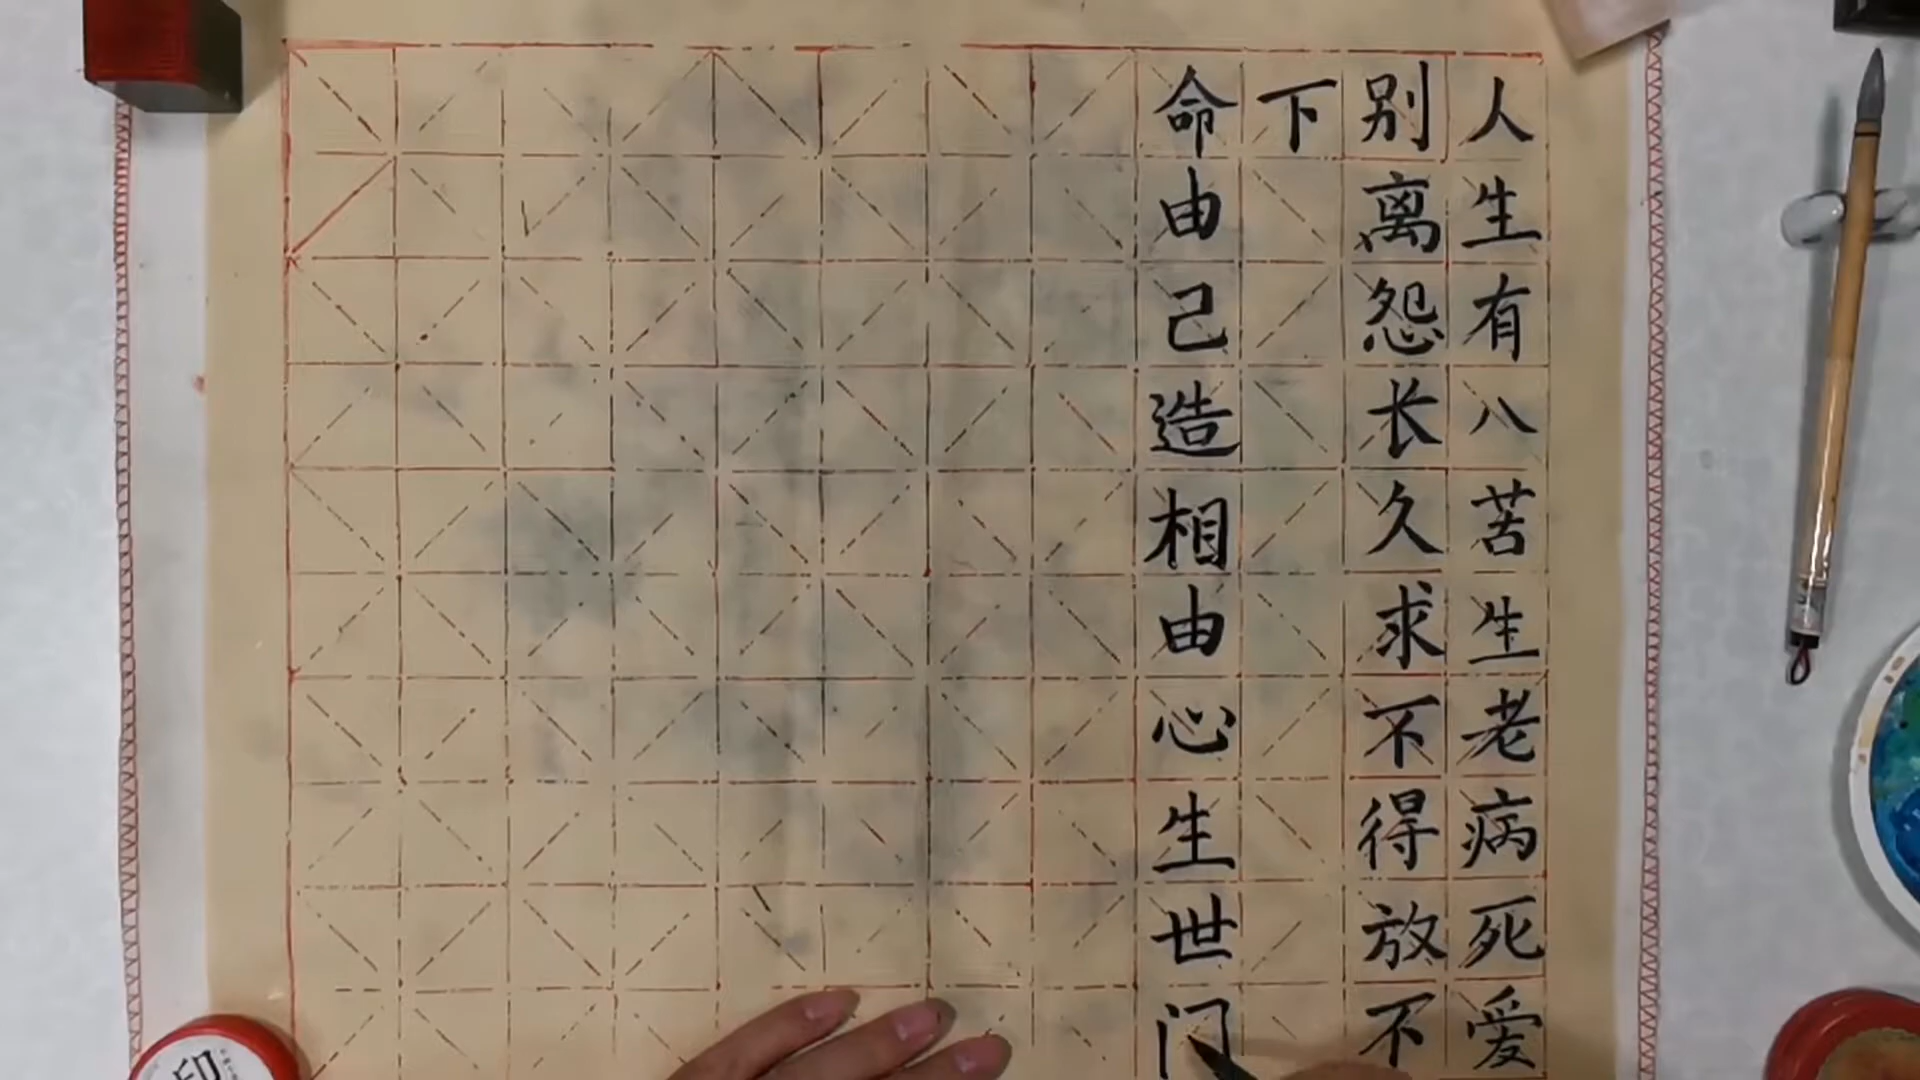 人生有八苦生老病死爱
别离怨长久求不得放不
下
命由己造相由心生世门
印